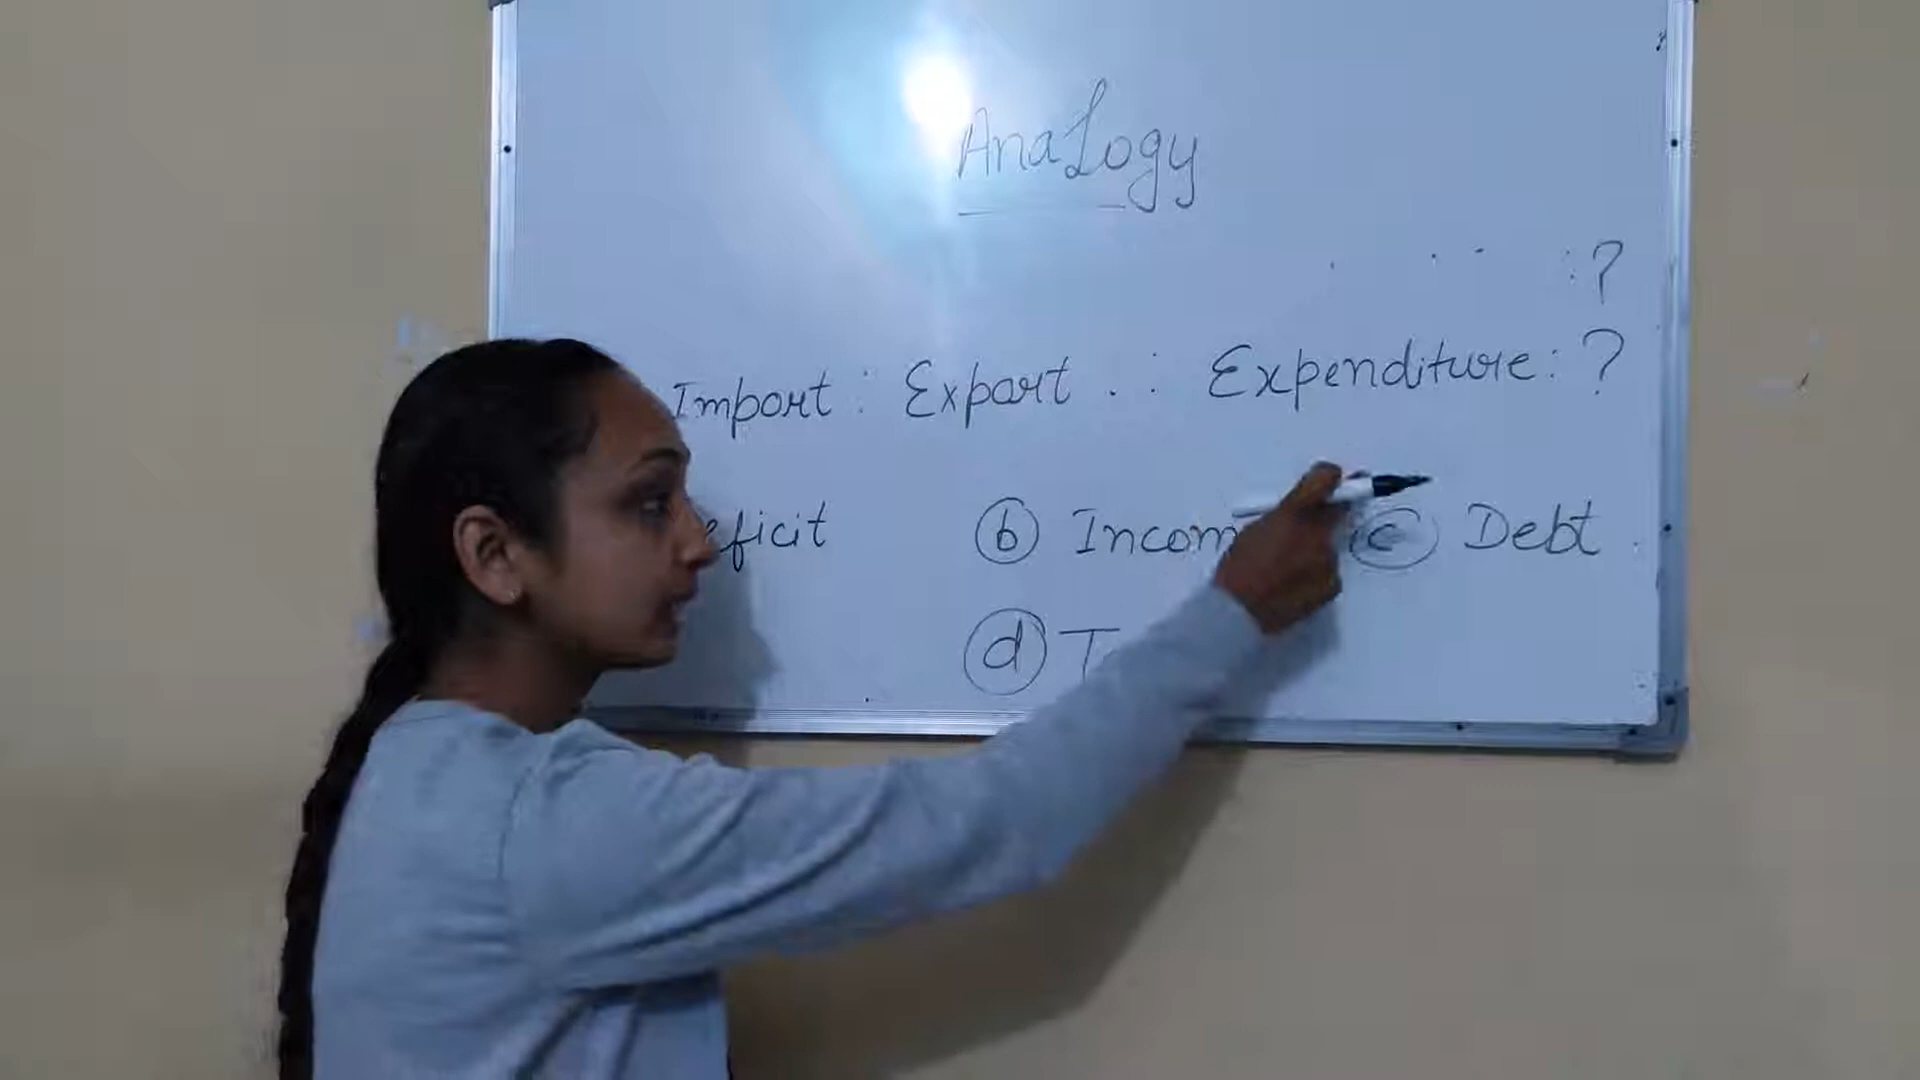 AnaLogy
: ?
Import : Export :: Expenditure : ?
eficit (b) Incom (c) Debt
(d) T